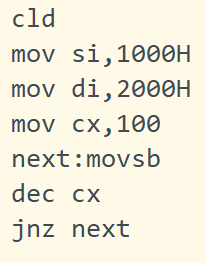 cld
mov si,1000H
mov di,2000H
mov cx,100
next:movsb
dec cx
jnz next